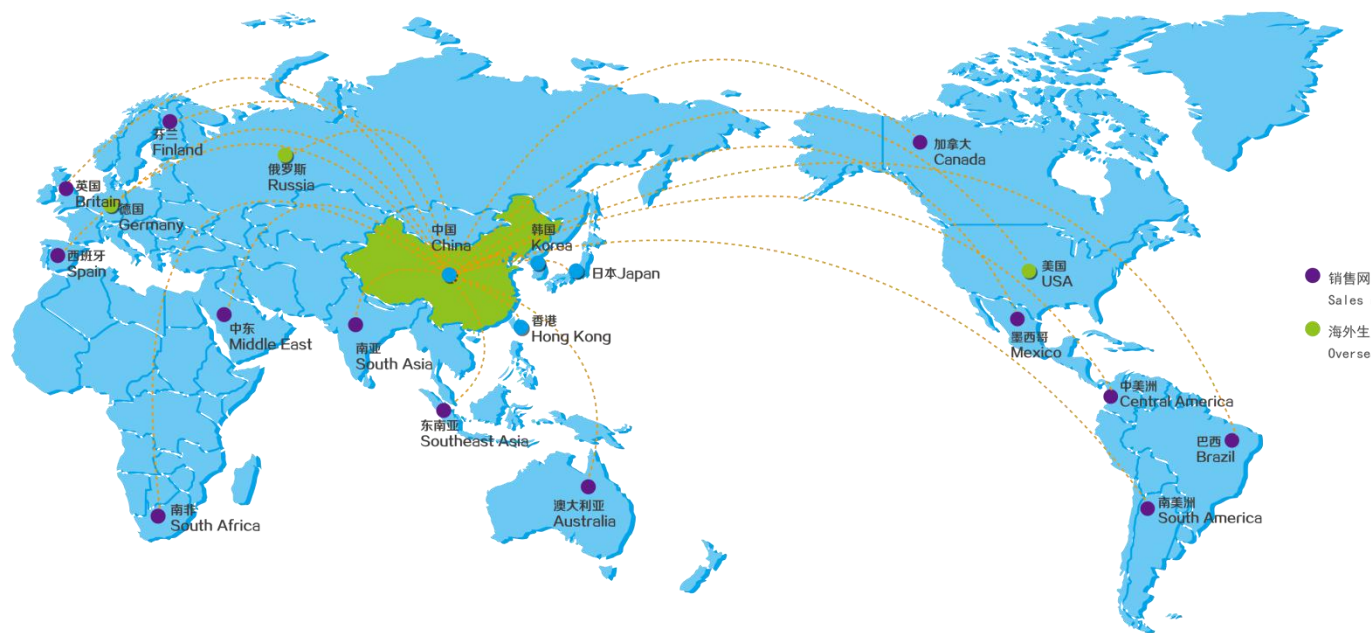 芬兰
Finland
俄罗斯
Russia
英国
Britain
德国
Germany
西班牙
Spain
中国
China
韩国
Korea
日本Japan
中东
Middle East
南亚
South Asia
香港
Hong Kong
东南亚
Southeast Asia
南非
South Africa
澳大利亚
Australia
加拿大
Canada
美国
USA
墨西哥
Mexico
中美洲
Central America
巴西
Brazil
南美洲
South America
销售网
Sales
海外生
Overse